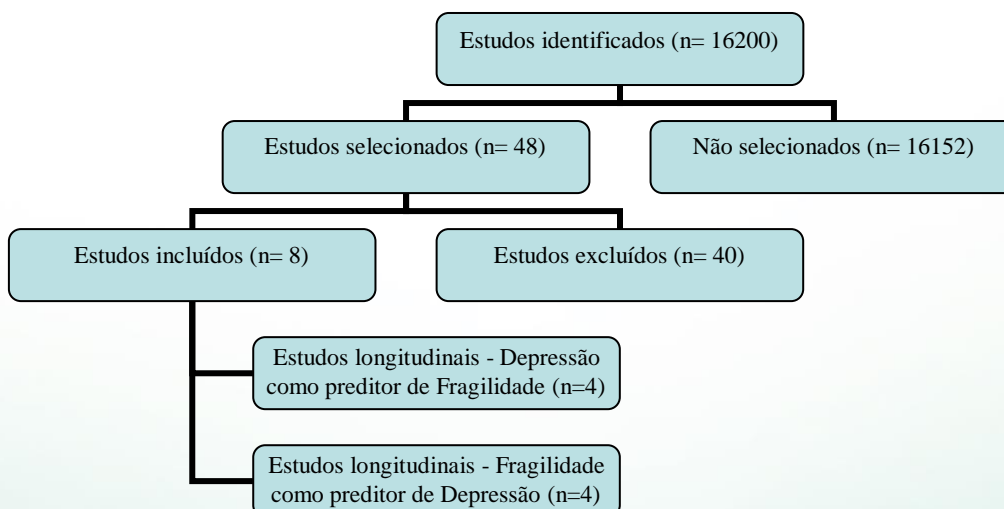 Estudos identificados (n= 16200)
Estudos selecionados (n= 48)
Não selecionados (n= 16152)
Estudos incluídos (n= 8)
Estudos excluídos (n= 40)
Estudos longitudinais - Depressão
como preditor de Fragilidade (n=4)
Estudos longitudinais - Fragilidade
como preditor de Depressão (n=4)